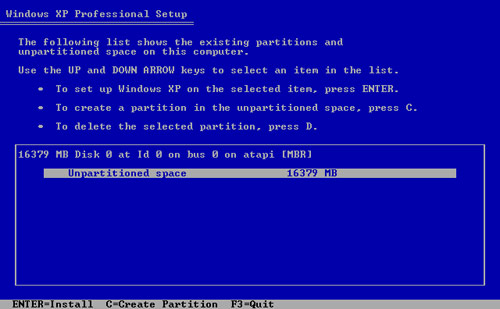 Windows XP Professional Setup
The following list shows the existing partitions and
unpartitioned space on this computer.
Use the UP and DOWN ARROW keys to select an item in the list.
• To set up Windows XP on the selected item, press ENTER.
• To create a partition in the unpartitioned space, press C.
• To delete the selected partition, press D.
16379 MB Disk 0 at Id 0 on bus 0 on atapi [MBR]
Unpartitioned space 16379 MB
ENTER=Install C=Create Partition F3=Quit